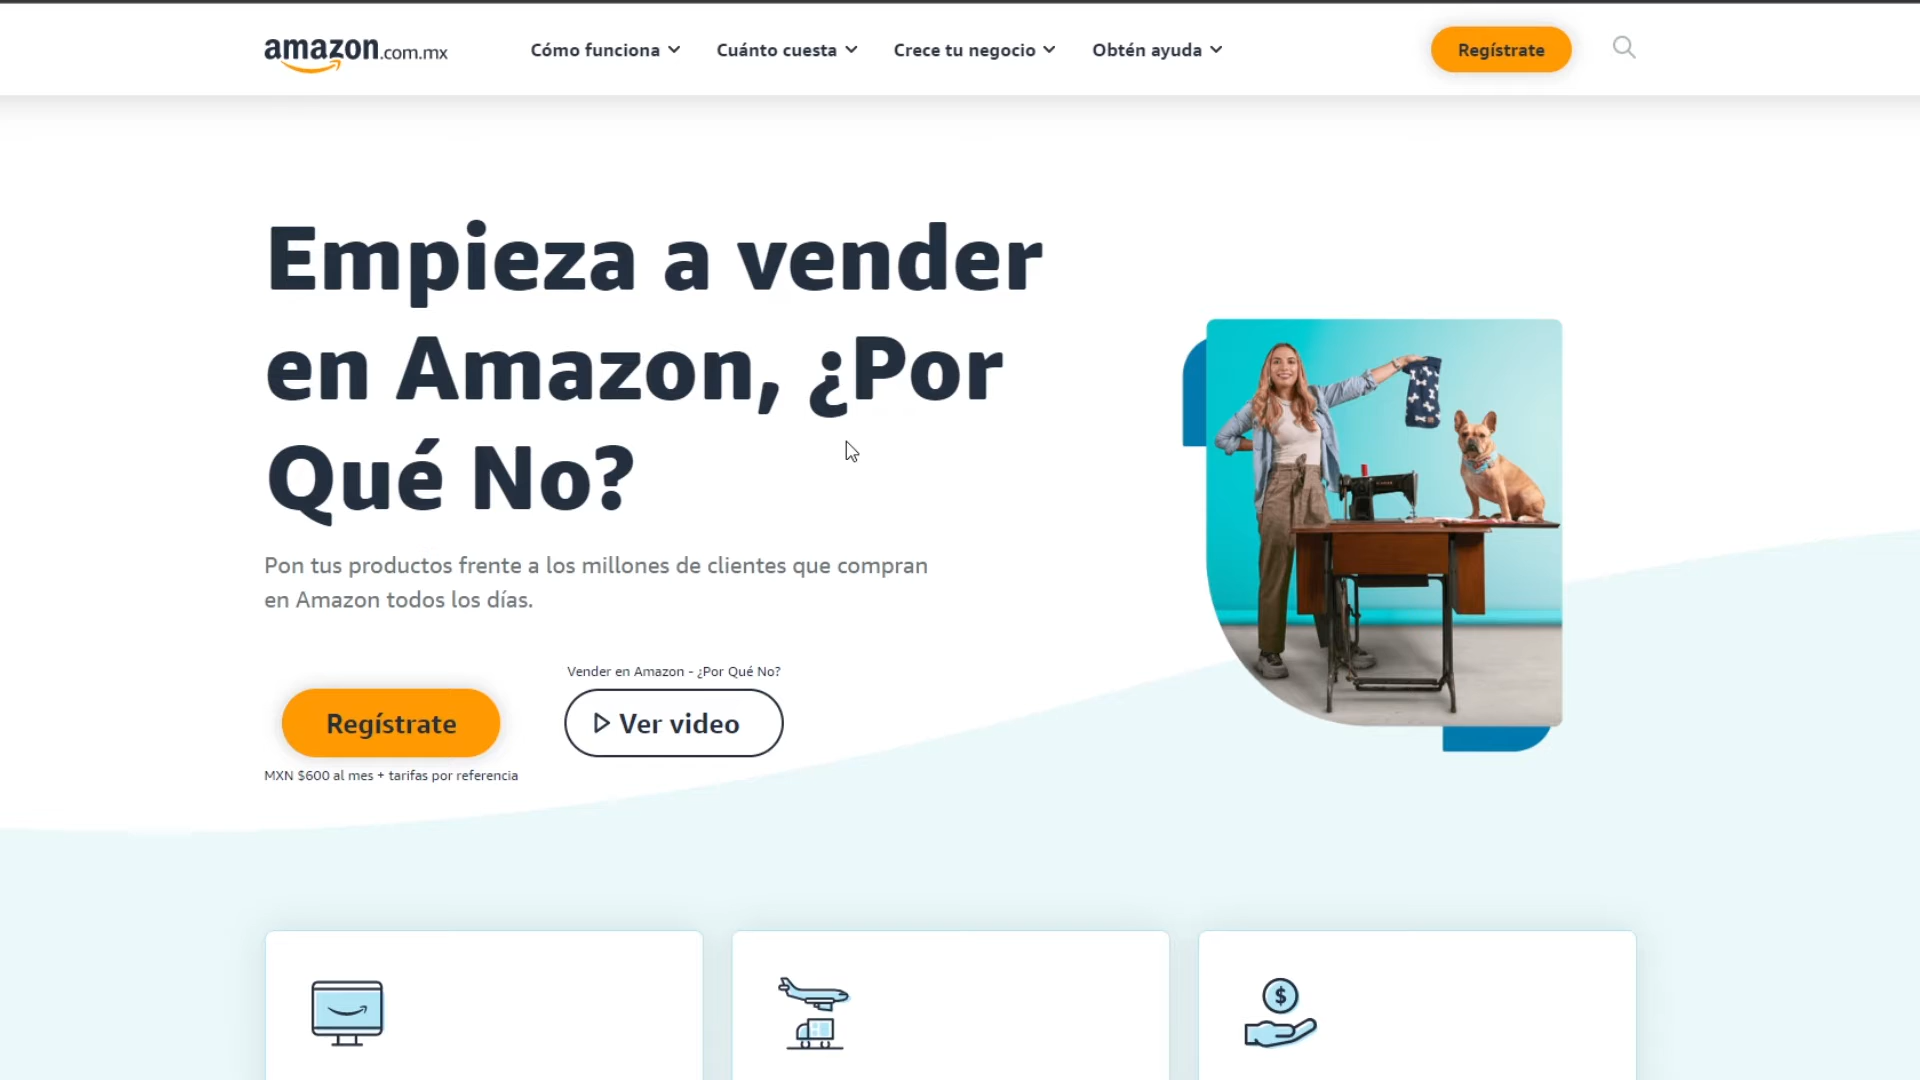 amazon.com.mx
Cómo funciona
Cuánto cuesta
Crece tu negocio
Obtén ayuda
Regístrate
Empieza a vender
en Amazon, ¿Por
Qué No?
Pon tus productos frente a los millones de clientes que compran
en Amazon todos los días.
Vender en Amazon - ¿Por Qué No?
Regístrate
Ver video
MXN $600 al mes + tarifas por referencia
$